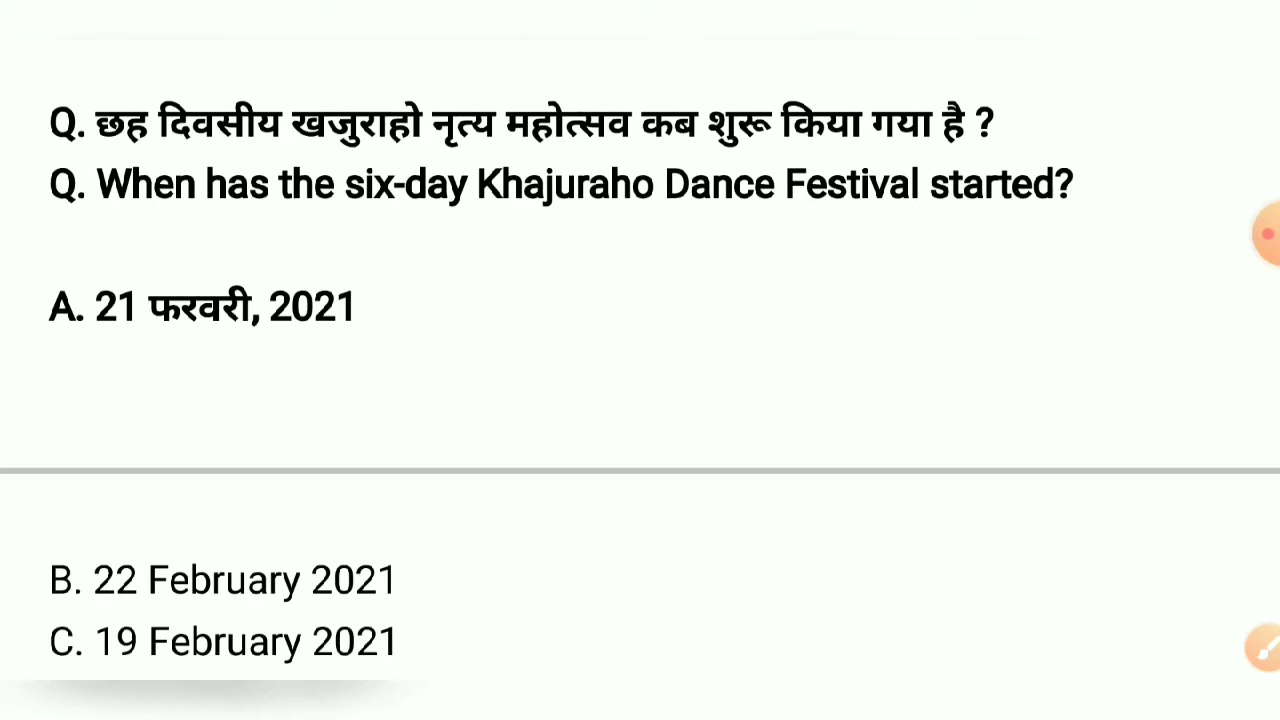 Q. छह दिवसीय खजुराहो नृत्य महोत्सव कब शुरू किया गया है ?
Q. When has the six-day Khajuraho Dance Festival started?
A. 21 फरवरी, 2021
B. 22 February 2021
C. 19 February 2021